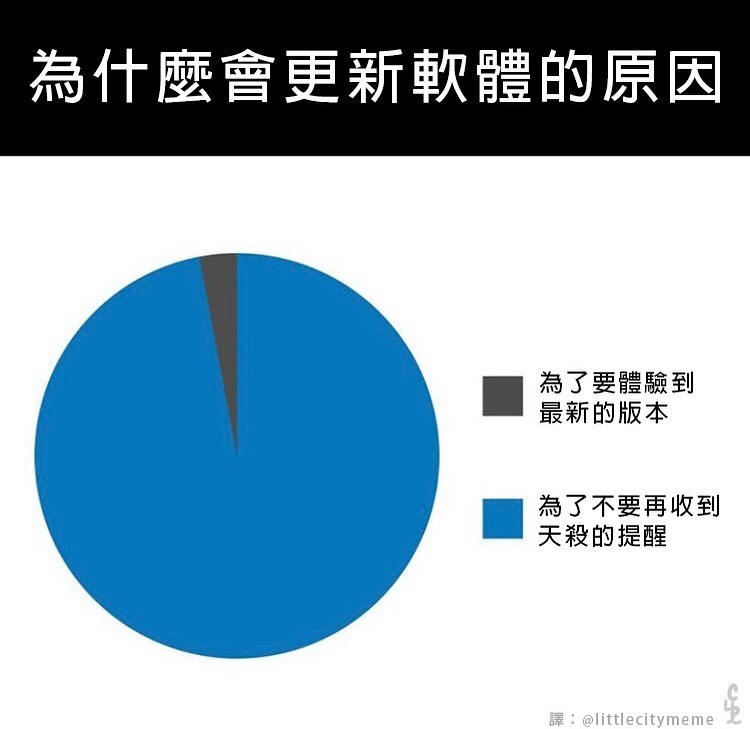 為什麼會更新軟體的原因
為了要體驗到
最新的版本
為了不要再收到
天殺的提醒
譯：@littlecitymeme